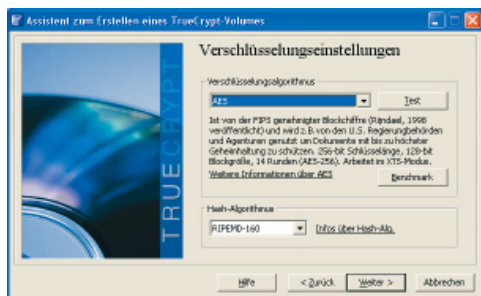 Assistent zum Erstellen eines TrueCrypt-Volumes
TRUECRYPT
Verschlüsselungseinstellungen
Verschlüsselungsalgorithmus
AES
Test
Ist von der FIPS genehmigter Blockchiffre (Rijndael, 1998
veröffentlicht) und wird z.B. von den U.S. Regierungbehörden
und Agenturen genutzt um Dokumente mit bis zu höchster
Geheimhaltung zu schützen. 256-bit Schlüssellänge, 128-bit
Blockgröße, 14 Runden (AES-256). Arbeitet im XTS-Modus.
Weitere Informationen über AES
Benchmark
Hash-Algorithmus
RIPEMD-160
Infos über Hash-Alg.
Hilfe
< Zurück
Weiter >
Abbrechen